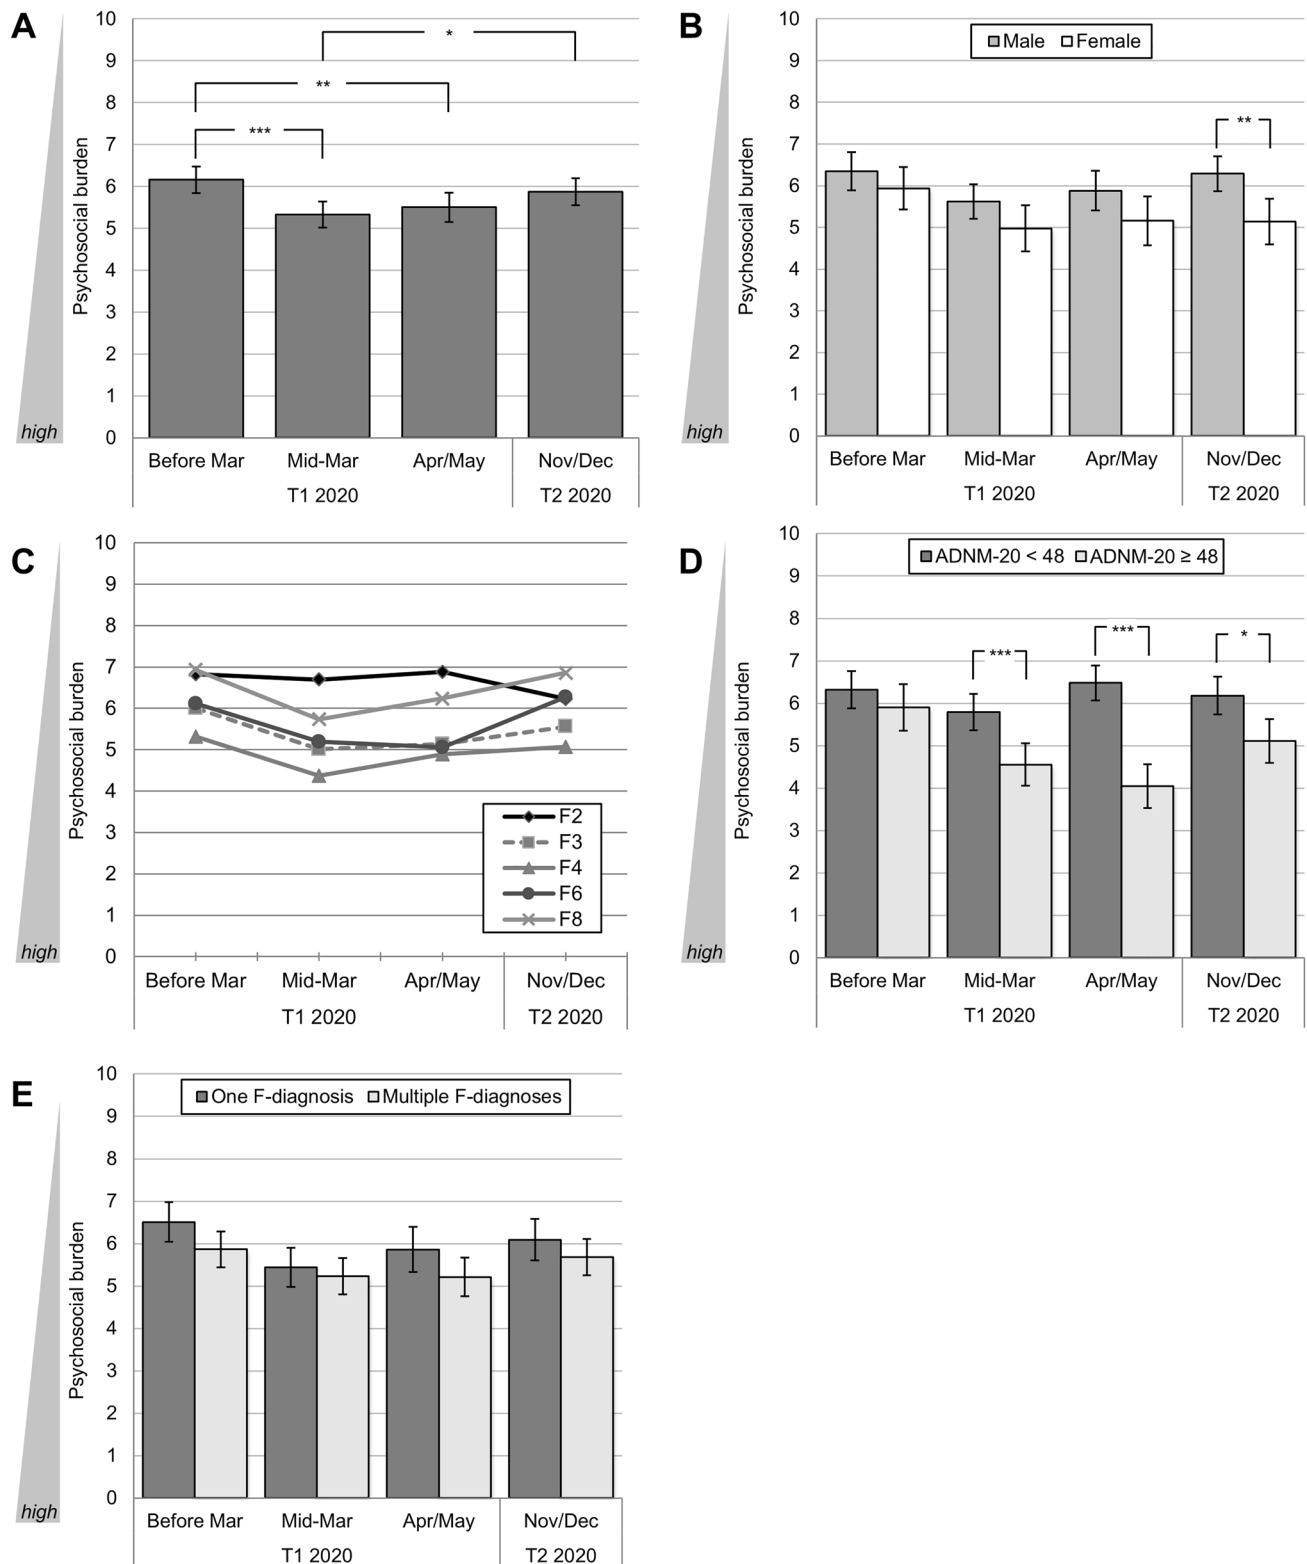 A
Psychosocial burden
high
10
9
8
7
6
5
4
3
2
1
0
*
**
***
Before Mar Mid-Mar Apr/May Nov/Dec
T1 2020 T2 2020
B
Psychosocial burden
high
10
9
8
7
6
5
4
3
2
1
0
Male Female
**
Before Mar Mid-Mar Apr/May Nov/Dec
T1 2020 T2 2020
C
Psychosocial burden
high
10
9
8
7
6
5
4
3
2
1
0
F2
F3
F4
F6
F8
Before Mar Mid-Mar Apr/May Nov/Dec
T1 2020 T2 2020
D
Psychosocial burden
high
10
9
8
7
6
5
4
3
2
1
0
ADNM-20 < 48 ADNM-20 ≥ 48
*** *** *
Before Mar Mid-Mar Apr/May Nov/Dec
T1 2020 T2 2020
E
Psychosocial burden
high
10
9
8
7
6
5
4
3
2
1
0
One F-diagnosis Multiple F-diagnoses
Before Mar Mid-Mar Apr/May Nov/Dec
T1 2020 T2 2020